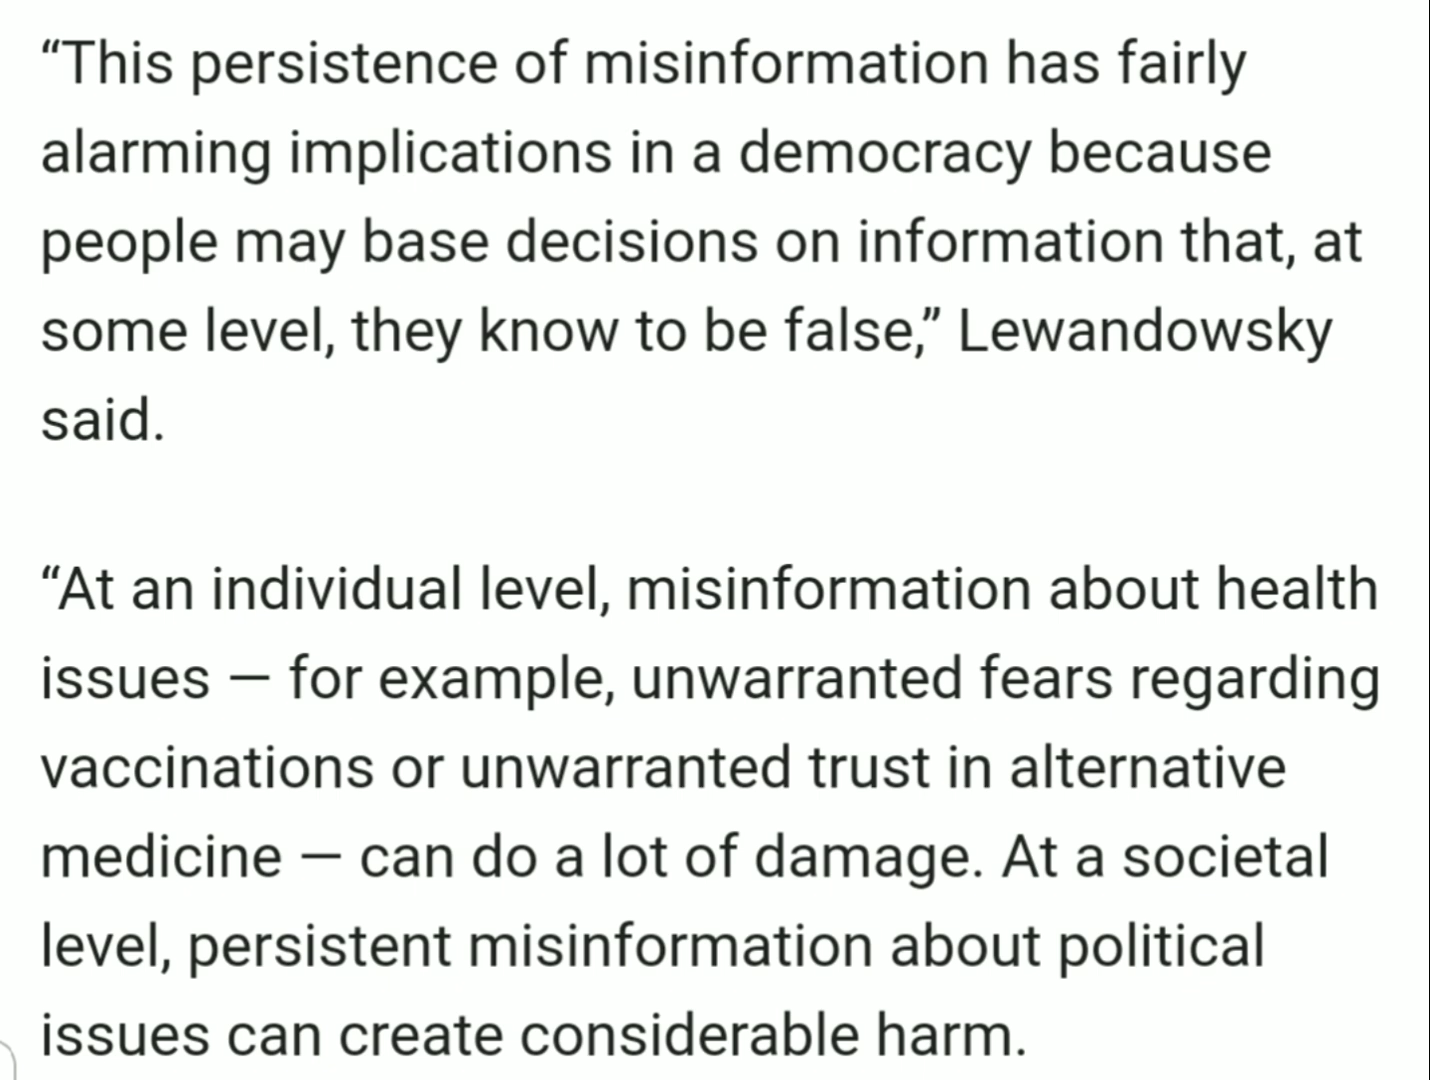 “This persistence of misinformation has fairly
alarming implications in a democracy because
people may base decisions on information that, at
some level, they know to be false,” Lewandowsky
said.
“At an individual level, misinformation about health
issues — for example, unwarranted fears regarding
vaccinations or unwarranted trust in alternative
medicine — can do a lot of damage. At a societal
level, persistent misinformation about political
issues can create considerable harm.